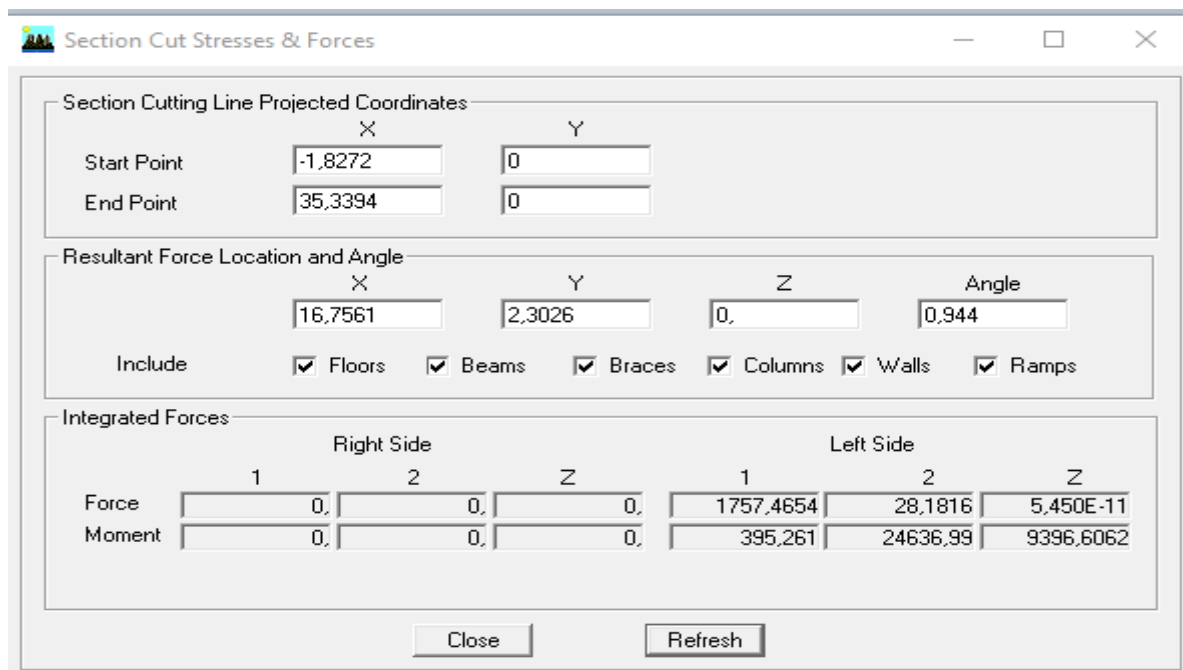 Section Cut Stresses & Forces
Section Cutting Line Projected Coordinates
X Y
Start Point -1,8272 0
End Point 35,3394 0
Resultant Force Location and Angle
X Y Z Angle
16,7561 2,3026 0, 0,944
Include Floors Beams Braces Columns Walls Ramps
Integrated Forces
Right Side Left Side
1 2 Z 1 2 Z
Force 0, 0, 0, 1757,4654 28,1816 5,450E-11
Moment 0, 0, 0, 395,261 24636,99 9396,6062
Close Refresh